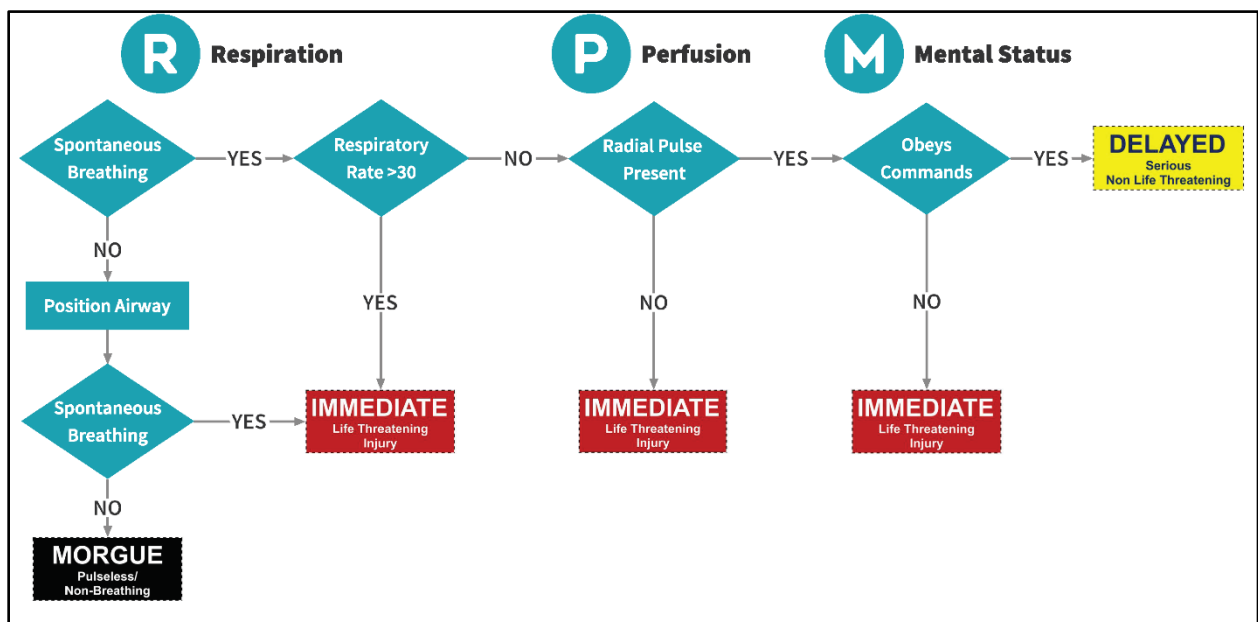 R Respiration
P Perfusion
M Mental Status
Spontaneous
Breathing
YES
Respiratory
Rate >30
NO
Radial Pulse
Present
YES
Obeys
Commands
YES
DELAYED
Serious
Non Life Threatening
NO
Position Airway
YES
NO
NO
Spontaneous
Breathing
YES
IMMEDIATE
Life Threatening
Injury
IMMEDIATE
Life Threatening
Injury
IMMEDIATE
Life Threatening
Injury
NO
MORGUE
Pulseless/
Non-Breathing